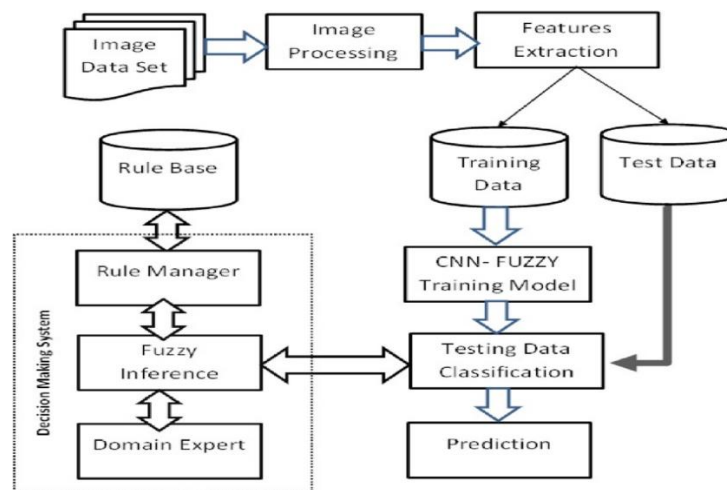 Image
Data Set
Image
Processing
Features
Extraction
Rule Base
Training
Data
Test Data
Rule Manager
CNN- FUZZY
Training Model
Decision Making System
Fuzzy
Inference
Testing Data
Classification
Domain Expert
Prediction